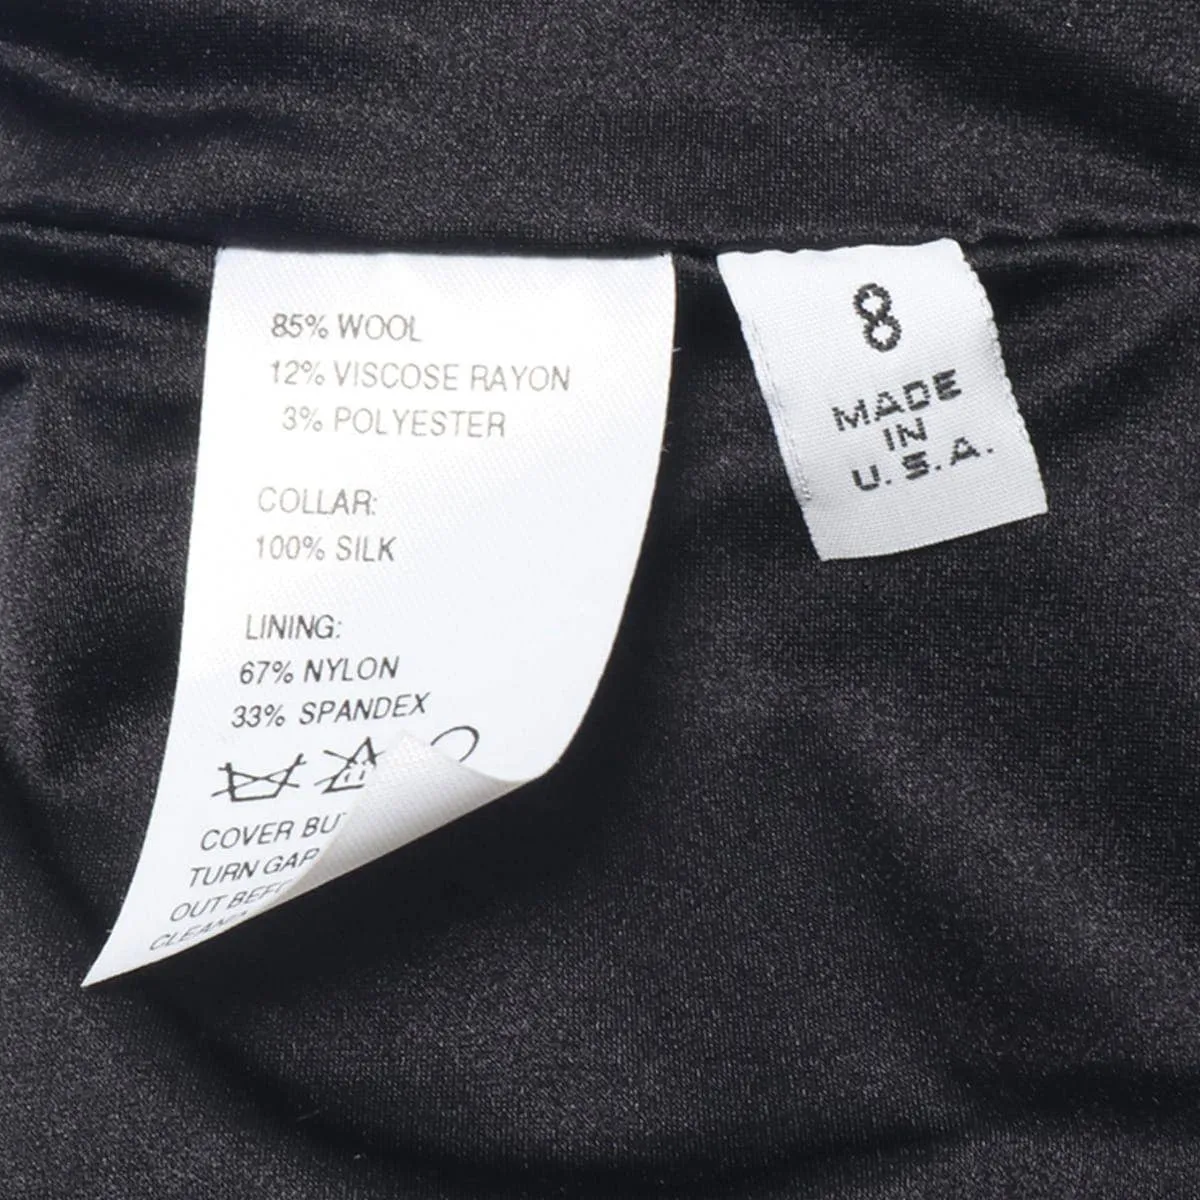 85% WOOL
12% VISCOSE RAYON
3% POLYESTER
COLLAR:
100% SILK
LINING:
67% NYLON
33% SPANDEX
COVER
TURN
OUT
8
MADE
IN
U.S.A.